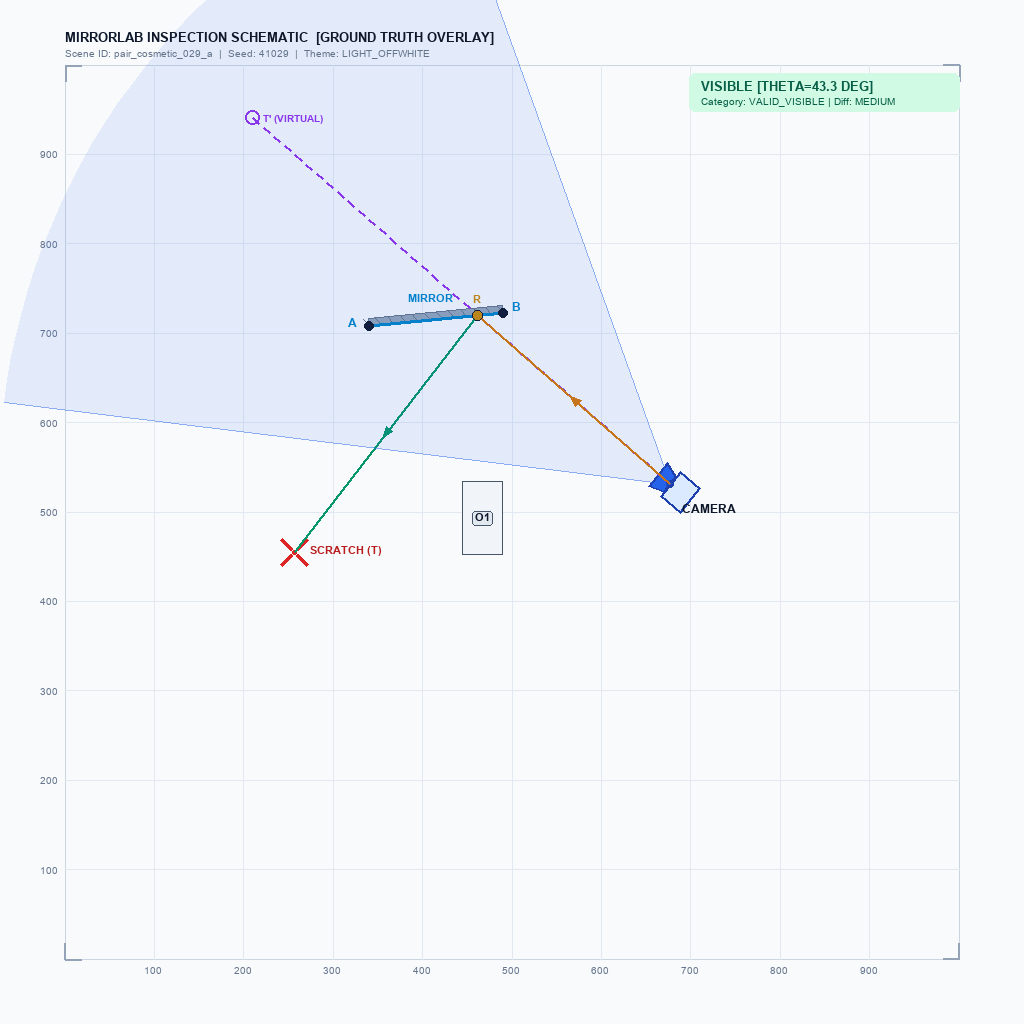 MIRRORLAB INSPECTION SCHEMATIC [GROUND TRUTH OVERLAY]
Scene ID: pair_cosmetic_029_a | Seed: 41029 | Theme: LIGHT_OFFWHITE
VISIBLE [THETA=43.3 DEG]
Category: VALID_VISIBLE | Diff: MEDIUM
T' (VIRTUAL)
900
800
MIRROR
R
B
A
700
600
500
O1
CAMERA
SCRATCH (T)
400
300
200
100
100 200 300 400 500 600 700 800 900